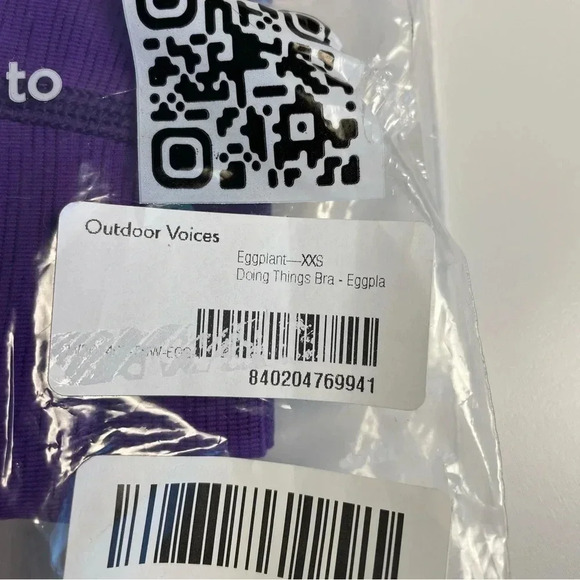 to
Outdoor Voices
Eggplant—XXS
Doing Things Bra - Eggpla
840204769941